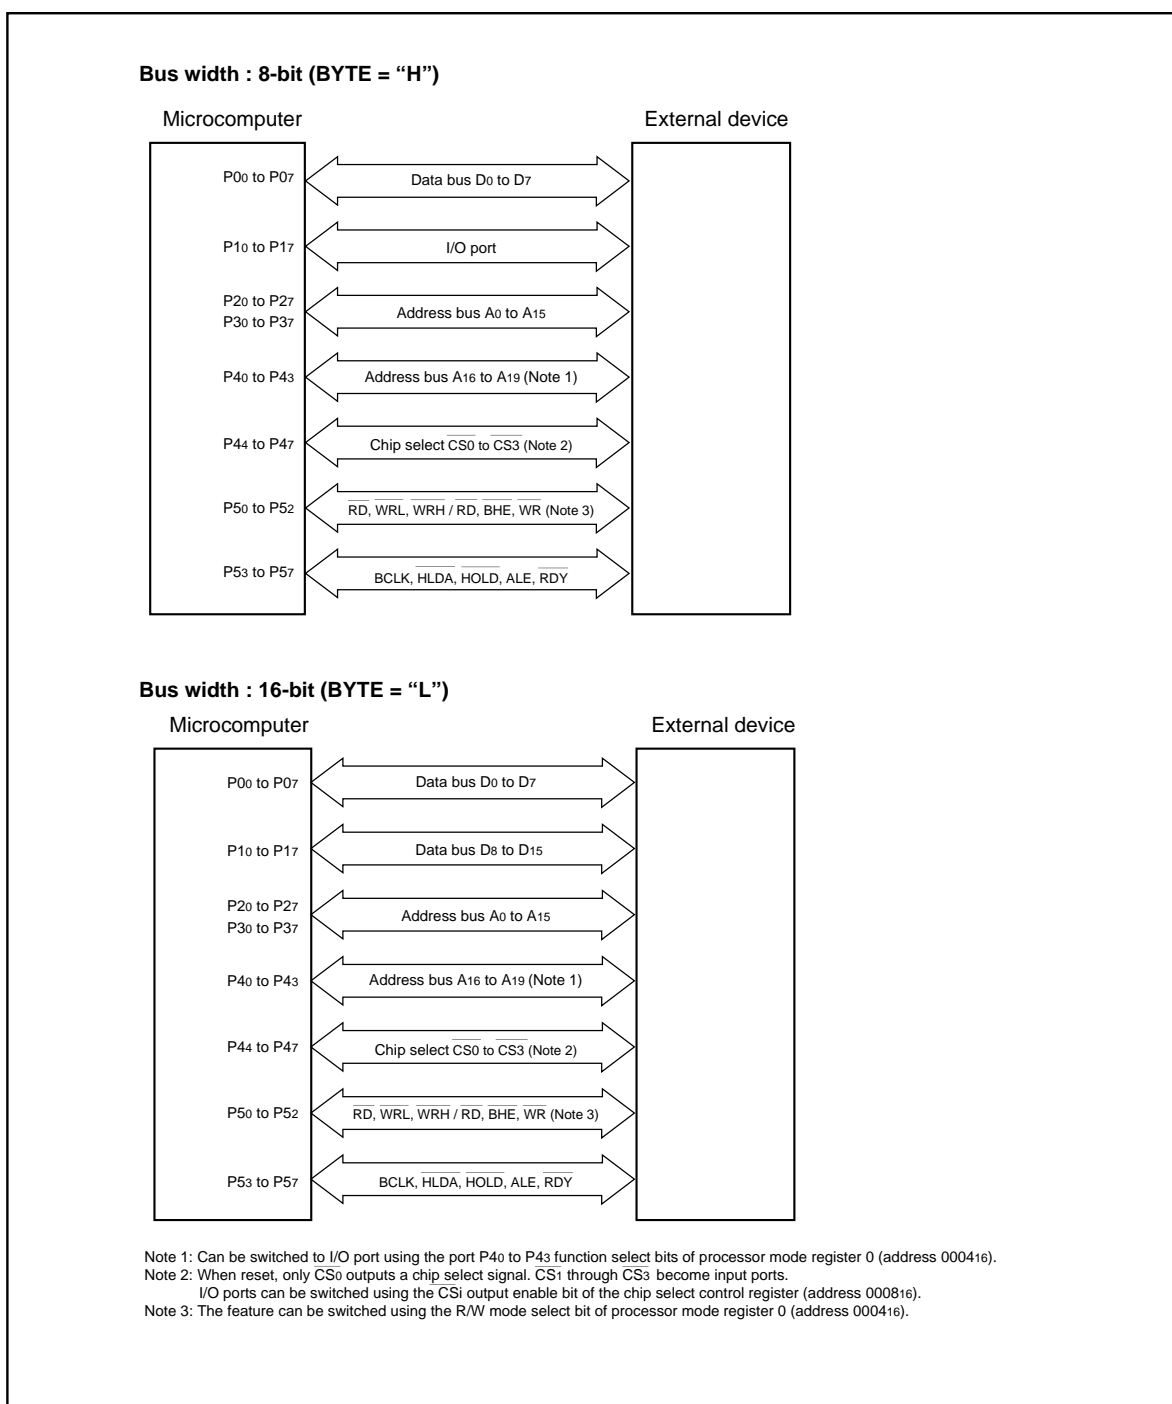 Bus width : 8-bit (BYTE = “H”)
Microcomputer
External device
P00 to P07
Data bus D0 to D7
P10 to P17
I/O port
P20 to P27
P30 to P37
Address bus A0 to A15
P40 to P43
Address bus A16 to A19 (Note 1)
P44 to P47
Chip select CS0 to CS3 (Note 2)
P50 to P52
RD, WRL, WRH / RD, BHE, WR (Note 3)
P53 to P57
BCLK, HLDA, HOLD, ALE, RDY
Bus width : 16-bit (BYTE = “L”)
Microcomputer
External device
P00 to P07
Data bus D0 to D7
P10 to P17
Data bus D8 to D15
P20 to P27
P30 to P37
Address bus A0 to A15
P40 to P43
Address bus A16 to A19 (Note 1)
P44 to P47
Chip select CS0 to CS3 (Note 2)
P50 to P52
RD, WRL, WRH / RD, BHE, WR (Note 3)
P53 to P57
BCLK, HLDA, HOLD, ALE, RDY
Note 1: Can be switched to I/O port using the port P40 to P43 function select bits of processor mode register 0 (address 000416).
Note 2: When reset, only CS0 outputs a chip select signal. CS1 through CS3 become input ports.
I/O ports can be switched using the CSi output enable bit of the chip select control register (address 000816).
Note 3: The feature can be switched using the R/W mode select bit of processor mode register 0 (address 000416).